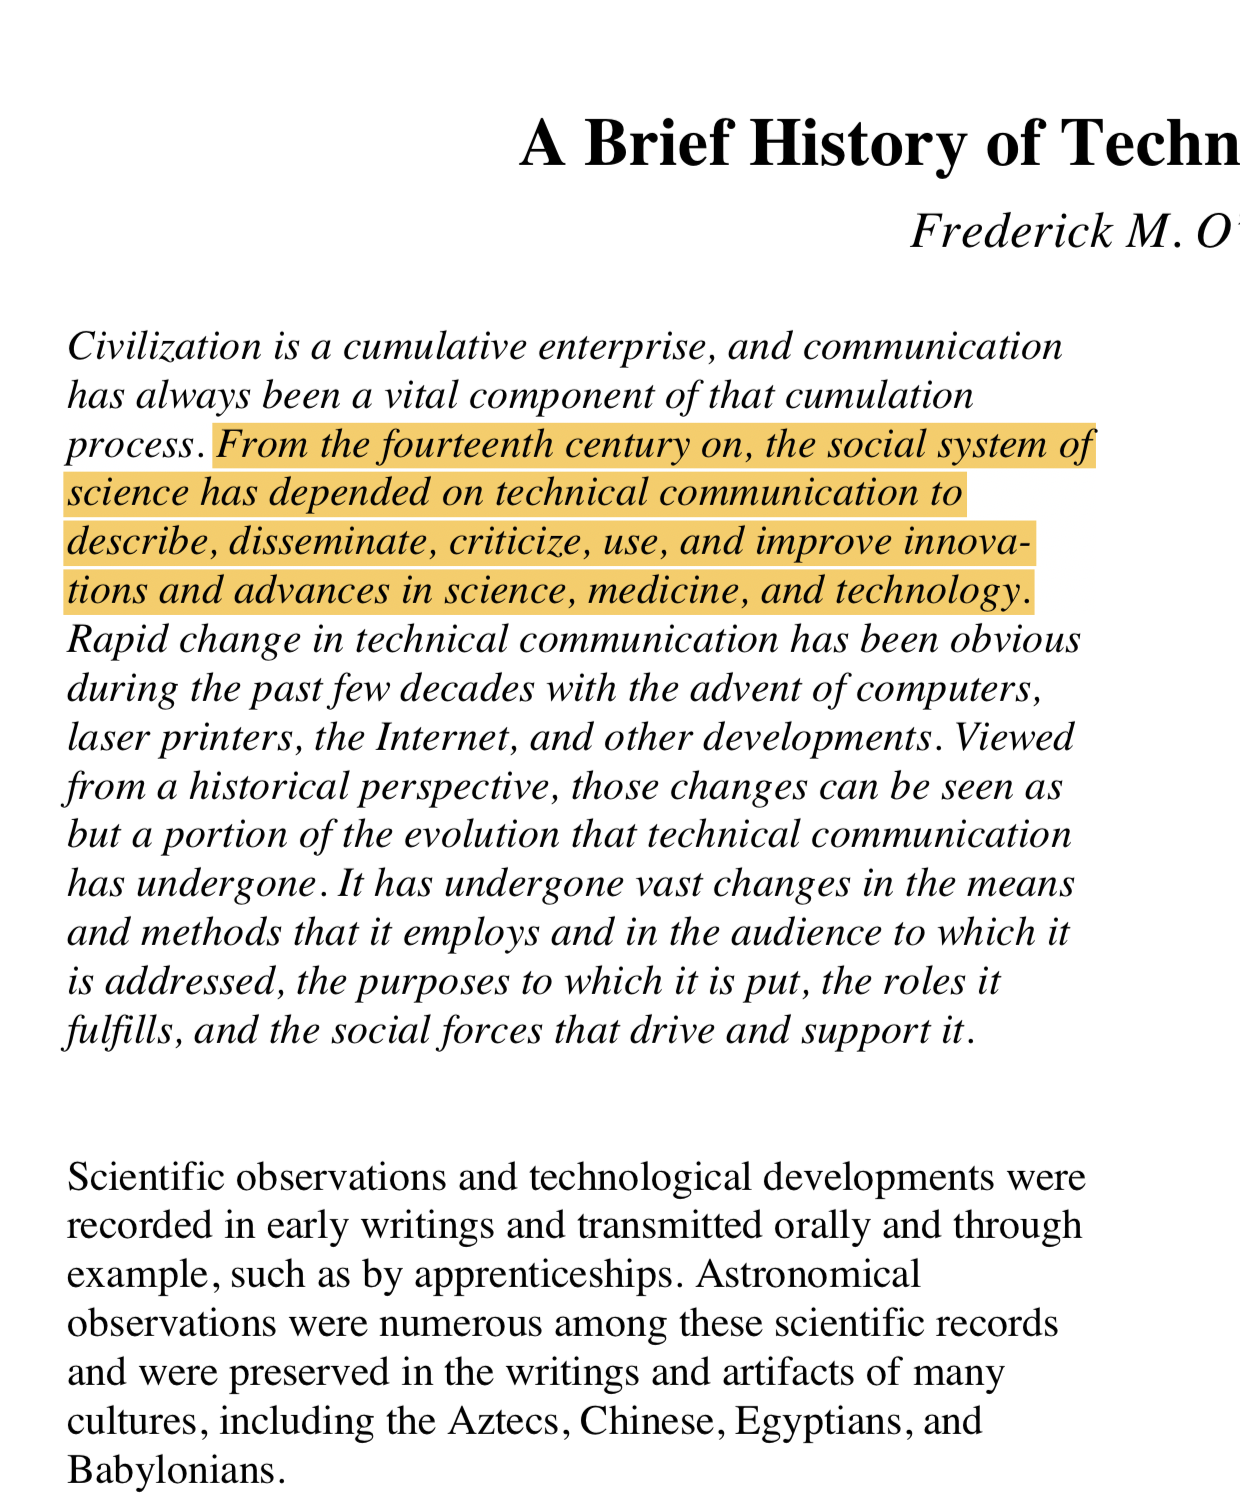 A Brief History of Techn
Frederick M. O'
Civilization is a cumulative enterprise, and communication
has always been a vital component of that cumulation
process. From the fourteenth century on, the social system of
science has depended on technical communication to
describe, disseminate, criticize, use, and improve innova-
tions and advances in science, medicine, and technology.
Rapid change in technical communication has been obvious
during the past few decades with the advent of computers,
laser printers, the Internet, and other developments. Viewed
from a historical perspective, those changes can be seen as
but a portion of the evolution that technical communication
has undergone. It has undergone vast changes in the means
and methods that it employs and in the audience to which it
is addressed, the purposes to which it is put, the roles it
fulfills, and the social forces that drive and support it.
Scientific observations and technological developments were
recorded in early writings and transmitted orally and through
example, such as by apprenticeships. Astronomical
observations were numerous among these scientific records
and were preserved in the writings and artifacts of many
cultures, including the Aztecs, Chinese, Egyptians, and
Babylonians.